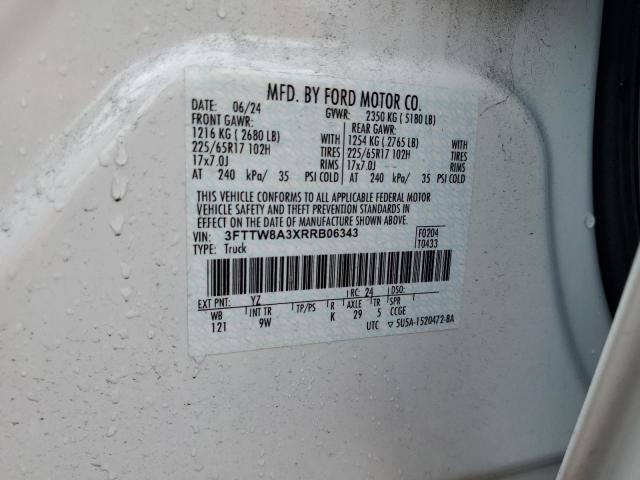 MFD. BY FORD MOTOR CO.
DATE: 06/24 GVWR: 2350 KG ( 5180 LB)
FRONT GAWR: REAR GAWR:
1216 KG ( 2680 LB) WITH 1254 KG ( 2765 LB) WITH
225/65R17 102H TIRES 225/65R17 102H TIRES
17x7.0J RIMS 17x7.0J RIMS
AT 240 kPa/ 35 PSI COLD AT 240 kPa/ 35 PSI COLD
THIS VEHICLE CONFORMS TO ALL APPLICABLE FEDERAL MOTOR
VEHICLE SAFETY AND THEFT PREVENTION STANDARDS IN
EFFECT ON THE DATE OF MANUFACTURE SHOWN ABOVE.
VIN: 3FTTW8A3XRRB06343 F0204
TYPE: Truck T0433
EXT PNT: YZ RC: 24 DSO:
WB INT TR TP/PS R AXLE TR SPR
121 9W K 29 5 CCGE
UTC ▽ 5U5A-1520472-BA